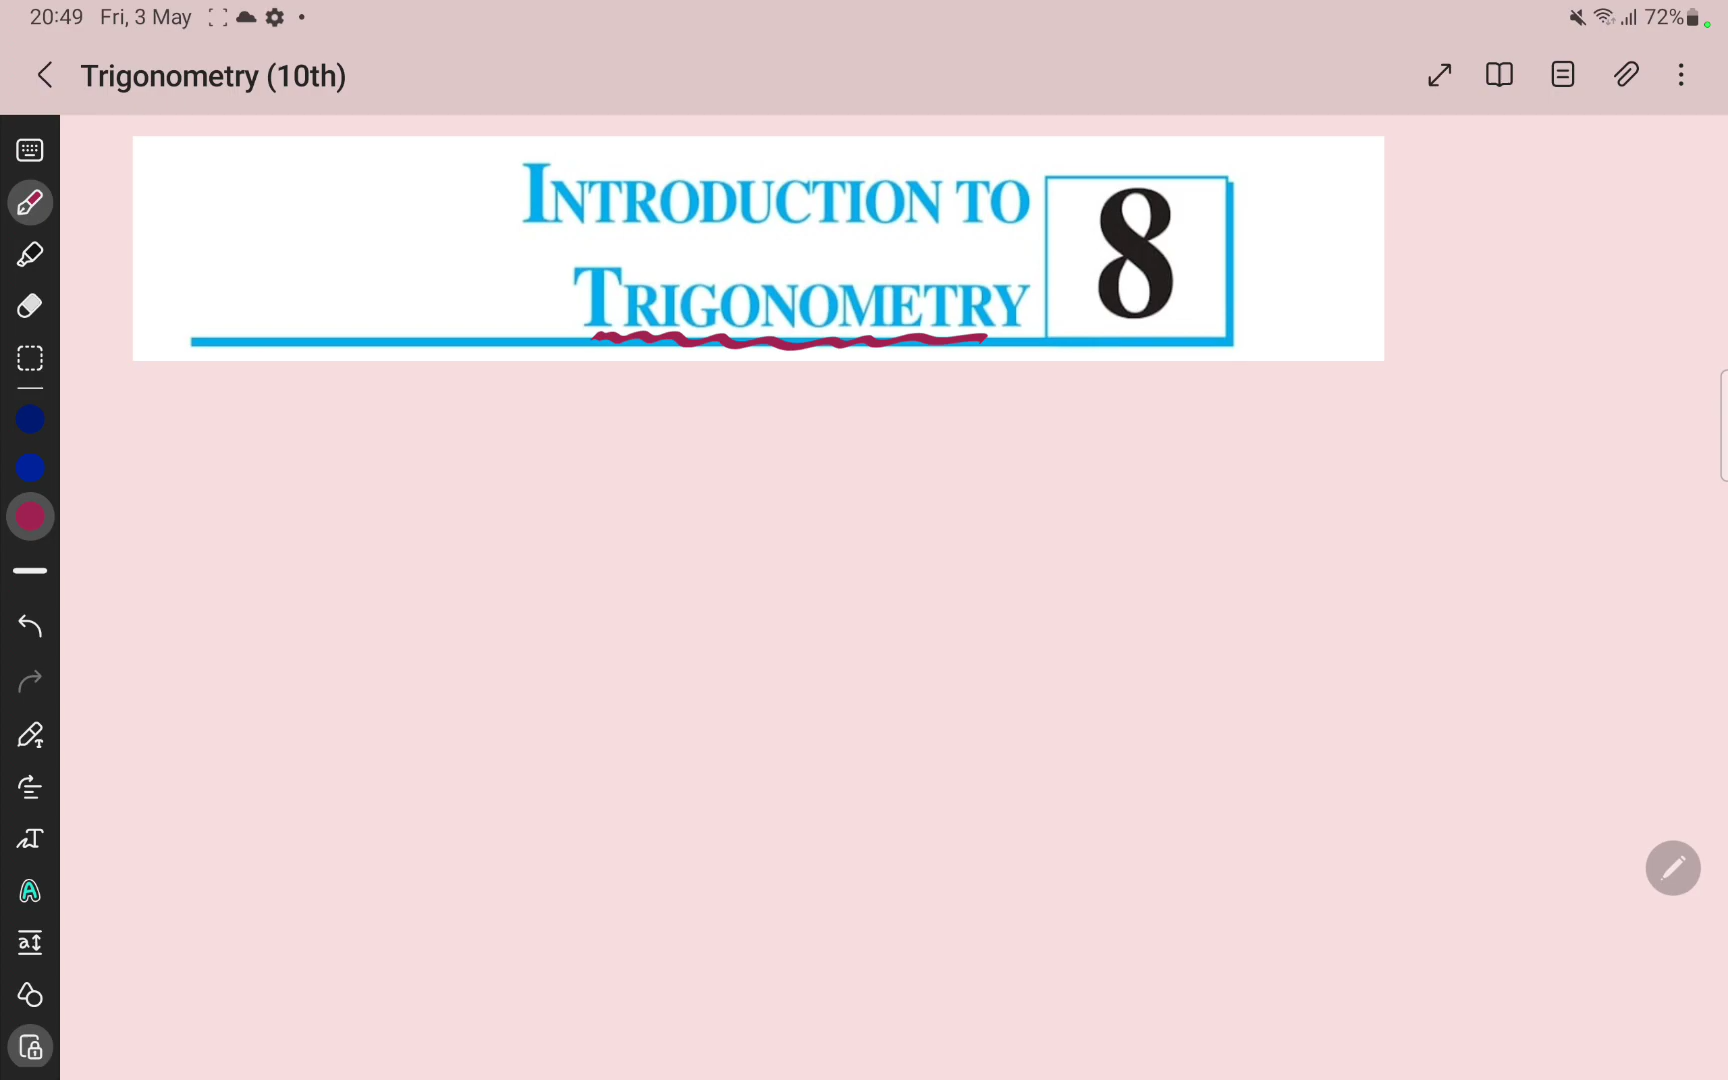 20:49 Fri, 3 May
72%
Trigonometry (10th)
INTRODUCTION TO
TRIGONOMETRY
8